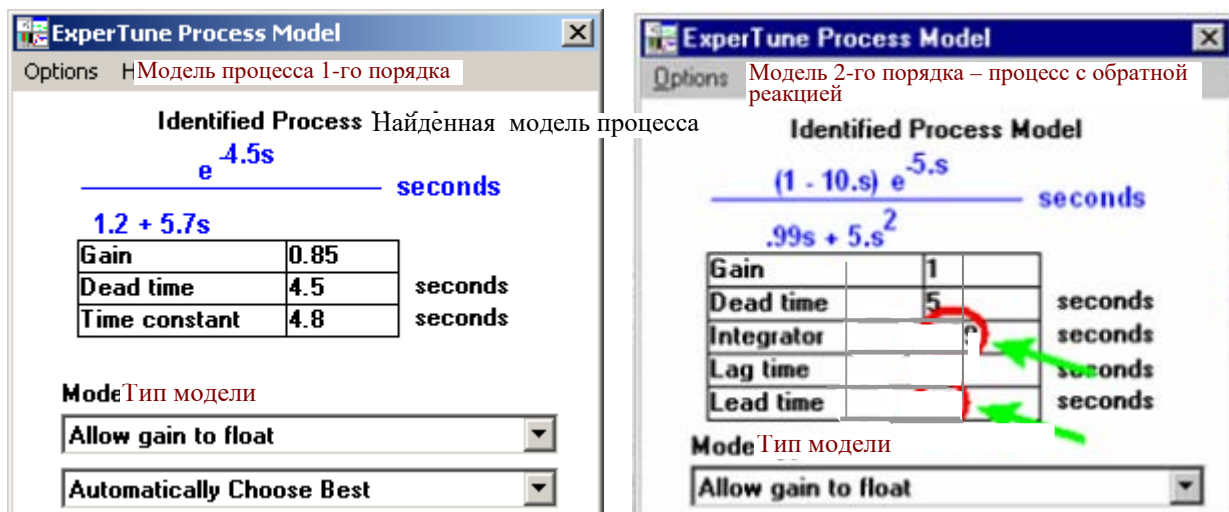 ExperTune Process Model
Options
Модель процесса 1-го порядка
Identified Process
Найденная модель процесса
e -4.5s
seconds
1.2 + 5.7s
Gain 0.85
Dead time 4.5 seconds
Time constant 4.8 seconds
Тип модели
Allow gain to float
Automatically Choose Best
ExperTune Process Model
Options
Модель 2-го порядка – процесс с обратной
реакцией
Identified Process Model
(1 - 10.s) e -5.s
seconds
.99s + 5.s2
Gain 1
Dead time 5 seconds
Integrator seconds
Lag time seconds
Lead time seconds
Тип модели
Allow gain to float